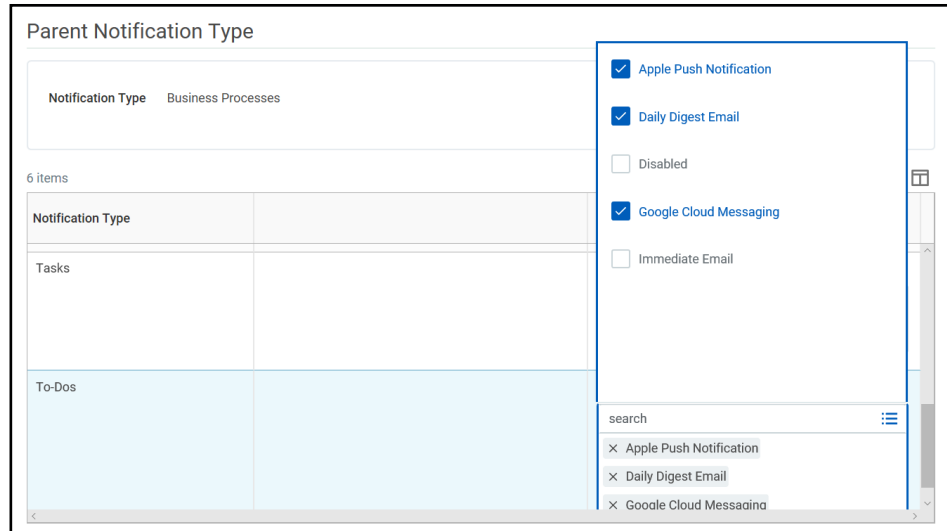 Parent Notification Type
Notification Type Business Processes
6 items
Notification Type
Tasks
To-Dos
Apple Push Notification
Daily Digest Email
Disabled
Google Cloud Messaging
Immediate Email
search
× Apple Push Notification
× Daily Digest Email
× Google Cloud Messaging